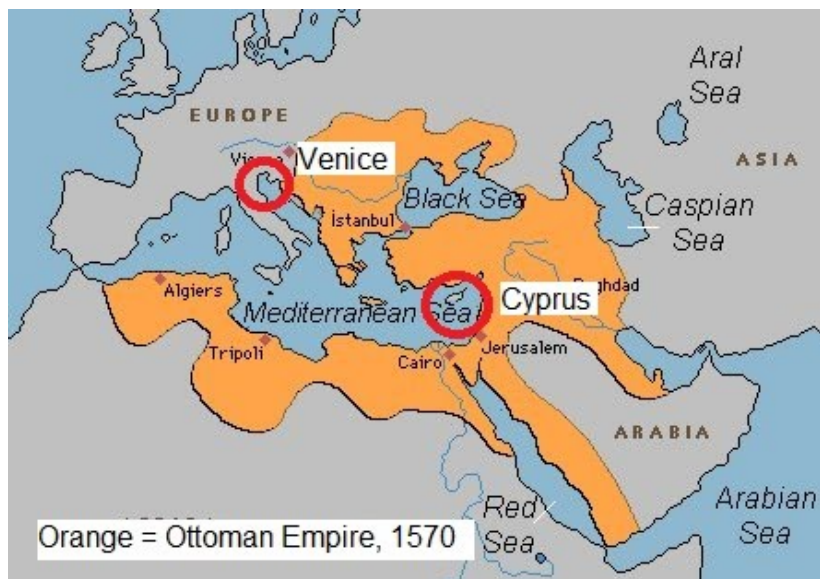 Aral
Sea
EUROPE
ASIA
Venice
Black Sea
Caspian
Sea
İstanbul
Algiers
Cyprus
Mediterranean Sea
Tripoli
Cairo
Jerusalem
ARABIA
Red
Sea
Arabian
Sea
Orange = Ottoman Empire, 1570